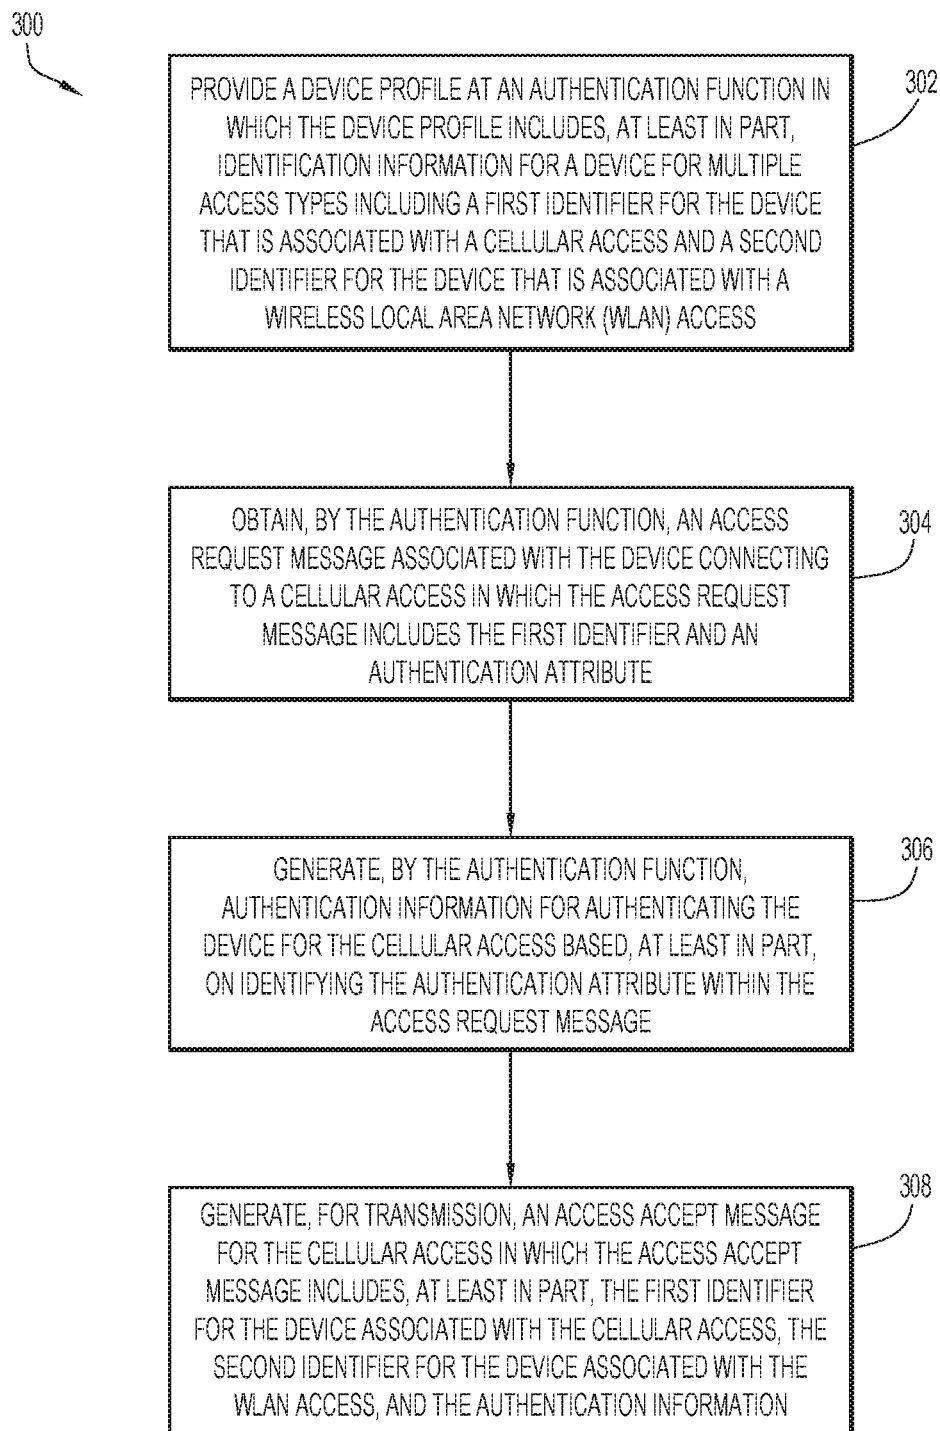 300
PROVIDE A DEVICE PROFILE AT AN AUTHENTICATION FUNCTION IN
WHICH THE DEVICE PROFILE INCLUDES, AT LEAST IN PART,
IDENTIFICATION INFORMATION FOR A DEVICE FOR MULTIPLE
ACCESS TYPES INCLUDING A FIRST IDENTIFIER FOR THE DEVICE
THAT IS ASSOCIATED WITH A CELLULAR ACCESS AND A SECOND
IDENTIFIER FOR THE DEVICE THAT IS ASSOCIATED WITH A
WIRELESS LOCAL AREA NETWORK (WLAN) ACCESS
302
OBTAIN, BY THE AUTHENTICATION FUNCTION, AN ACCESS
REQUEST MESSAGE ASSOCIATED WITH THE DEVICE CONNECTING
TO A CELLULAR ACCESS IN WHICH THE ACCESS REQUEST
MESSAGE INCLUDES THE FIRST IDENTIFIER AND AN
AUTHENTICATION ATTRIBUTE
304
GENERATE, BY THE AUTHENTICATION FUNCTION,
AUTHENTICATION INFORMATION FOR AUTHENTICATING THE
DEVICE FOR THE CELLULAR ACCESS BASED, AT LEAST IN PART,
ON IDENTIFYING THE AUTHENTICATION ATTRIBUTE WITHIN THE
ACCESS REQUEST MESSAGE
306
GENERATE, FOR TRANSMISSION, AN ACCESS ACCEPT MESSAGE
FOR THE CELLULAR ACCESS IN WHICH THE ACCESS ACCEPT
MESSAGE INCLUDES, AT LEAST IN PART, THE FIRST IDENTIFIER
FOR THE DEVICE ASSOCIATED WITH THE CELLULAR ACCESS, THE
SECOND IDENTIFIER FOR THE DEVICE ASSOCIATED WITH THE
WLAN ACCESS, AND THE AUTHENTICATION INFORMATION
308